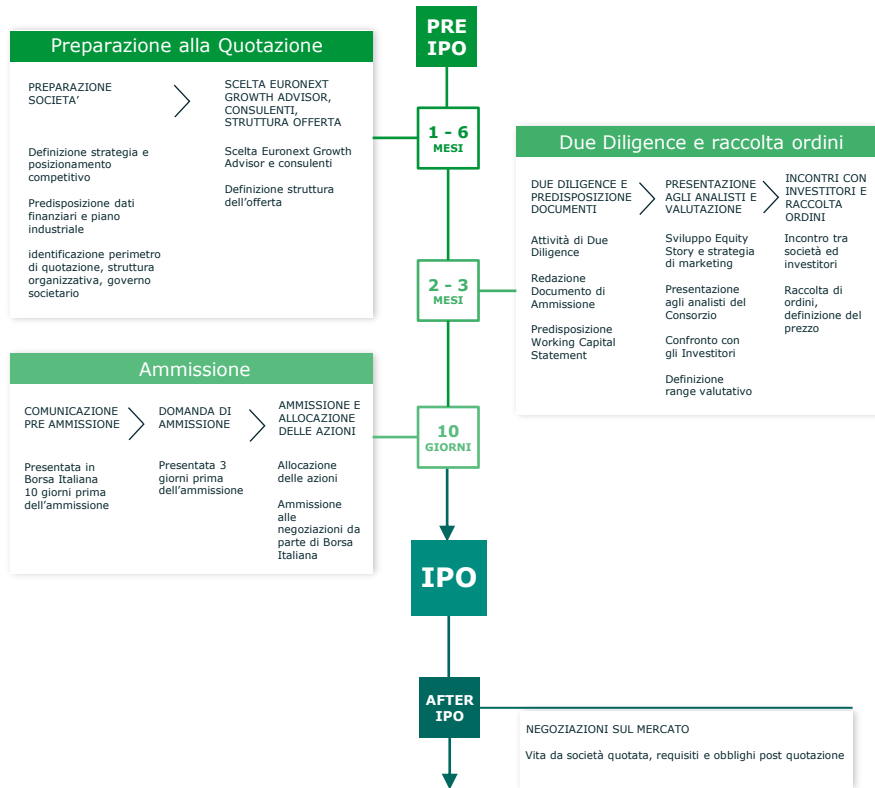 PRE
IPO
Preparazione alla Quotazione
PREPARAZIONE
SOCIETA’
SCELTA EURONEXT
GROWTH ADVISOR,
CONSULENTI,
STRUTTURA OFFERTA
Definizione strategia e
posizionamento
competitivo
Predisposizione dati
finanziari e piano
industriale
identificazione perimetro
di quotazione, struttura
organizzativa, governo
societario
Scelta Euronext Growth
Advisor e consulenti
Definizione struttura
dell’offerta
1 - 6
MESI
Due Diligence e raccolta ordini
DUE DILIGENCE E
PREDISPOSIZIONE
DOCUMENTI
PRESENTAZIONE
AGLI ANALISTI E
VALUTAZIONE
INCONTRI CON
INVESTITORI E
RACCOLTA
ORDINI
Attività di Due
Diligence
Redazione
Documento di
Ammissione
Predisposizione
Working Capital
Statement
Sviluppo Equity
Story e strategia
di marketing
Presentazione
agli analisti del
Consorzio
Confronto con
gli Investitori
Definizione
range valutativo
Incontro tra
società ed
investitori
Raccolta di
ordini,
definizione del
prezzo
2 - 3
MESI
Ammissione
COMUNICAZIONE
PRE AMMISSIONE
DOMANDA DI
AMMISSIONE
AMMISSIONE E
ALLOCAZIONE
DELLE AZIONI
Presentata in
Borsa Italiana
10 giorni prima
dell’ammissione
Presentata 3
giorni prima
dell’ammissione
Allocazione
delle azioni
Ammissione
alle
negoziazioni da
parte di Borsa
Italiana
10
GIORNI
IPO
AFTER
IPO
NEGOZIAZIONI SUL MERCATO
Vita da società quotata, requisiti e obblighi post quotazione